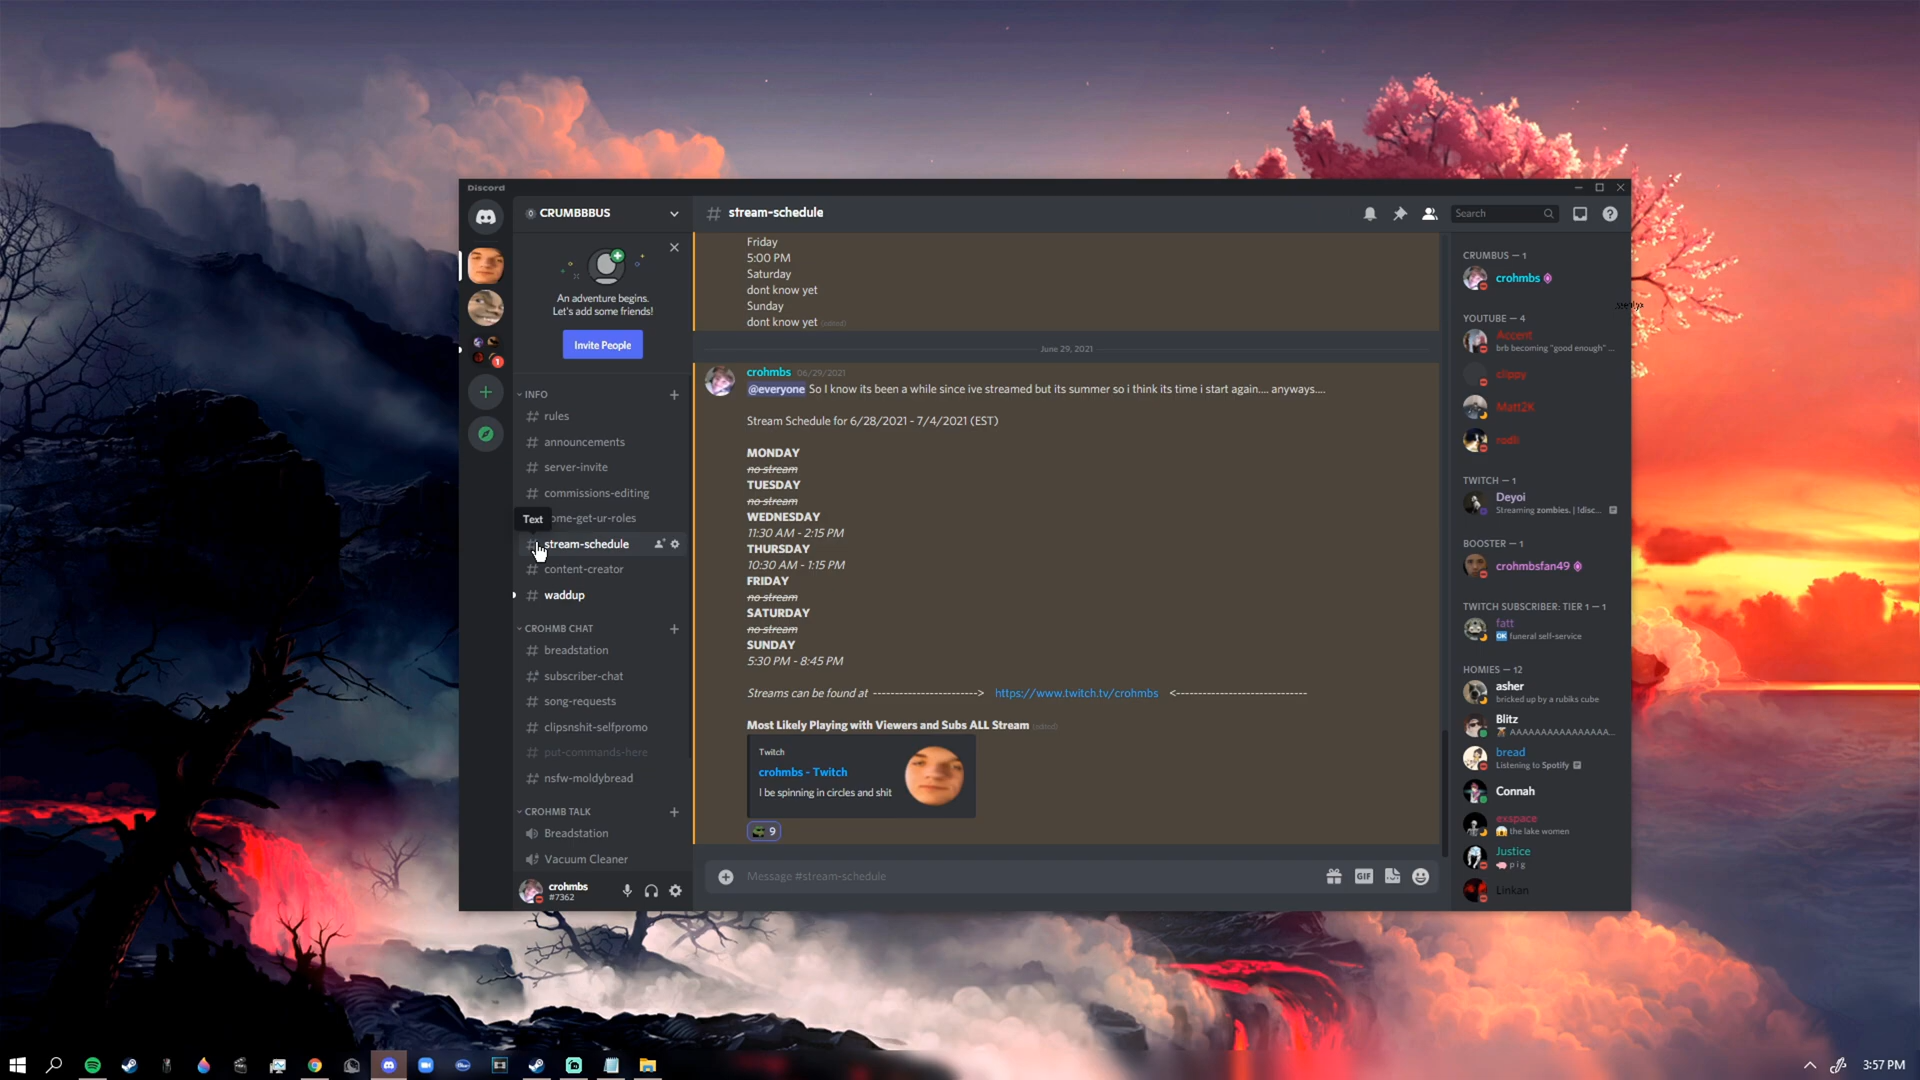 Discord
CRUMBBBUS
An adventure begins.
Let's add some friends!
Invite People
1
INFO
rules
announcements
server-invite
commissions-editing
Text
ome-get-ur-roles
stream-schedule
content-creator
waddup
CROHMB CHAT
breadstation
subscriber-chat
song-requests
clipsnshit-selfpromo
put-commands-here
nsfw-moldybread
CROHMB TALK
Breadstation
Vacuum Cleaner
crohmbs
#7362
stream-schedule
Search
Friday
5:00 PM
Saturday
dont know yet
Sunday
dont know yet (edited)
June 29, 2021
crohmbs 06/29/2021
@everyone So I know its been a while since ive streamed but its summer so i think its time i start again.... anyways....
Stream Schedule for 6/28/2021 - 7/4/2021 (EST)
MONDAY
no stream
TUESDAY
no stream
WEDNESDAY
11:30 AM - 2:15 PM
THURSDAY
10:30 AM - 1:15 PM
FRIDAY
no stream
SATURDAY
no stream
SUNDAY
5:30 PM - 8:45 PM
Streams can be found at ------------------------> https://www.twitch.tv/crohmbs <-----------------------------
Most Likely Playing with Viewers and Subs ALL Stream (edited)
Twitch
crohmbs - Twitch
I be spinning in circles and shit
9
Message #stream-schedule
GIF
CRUMBUS — 1
crohmbs
YOUTUBE — 4
Accent
brb becoming "good enough" ...
clippy
Matt2K
rodli
TWITCH — 1
Deyoi
Streaming zombies. | !disc...
BOOSTER — 1
crohmbsfan49
TWITCH SUBSCRIBER: TIER 1 — 1
fatt
OK funeral self-service
HOMIES — 12
asher
bricked up by a rubiks cube
Blitz
AAAAAAAAAAAAAAAA...
bread
Listening to Spotify
Connah
exspace
the lake women
Justice
p i g
Linkan
3:57 PM